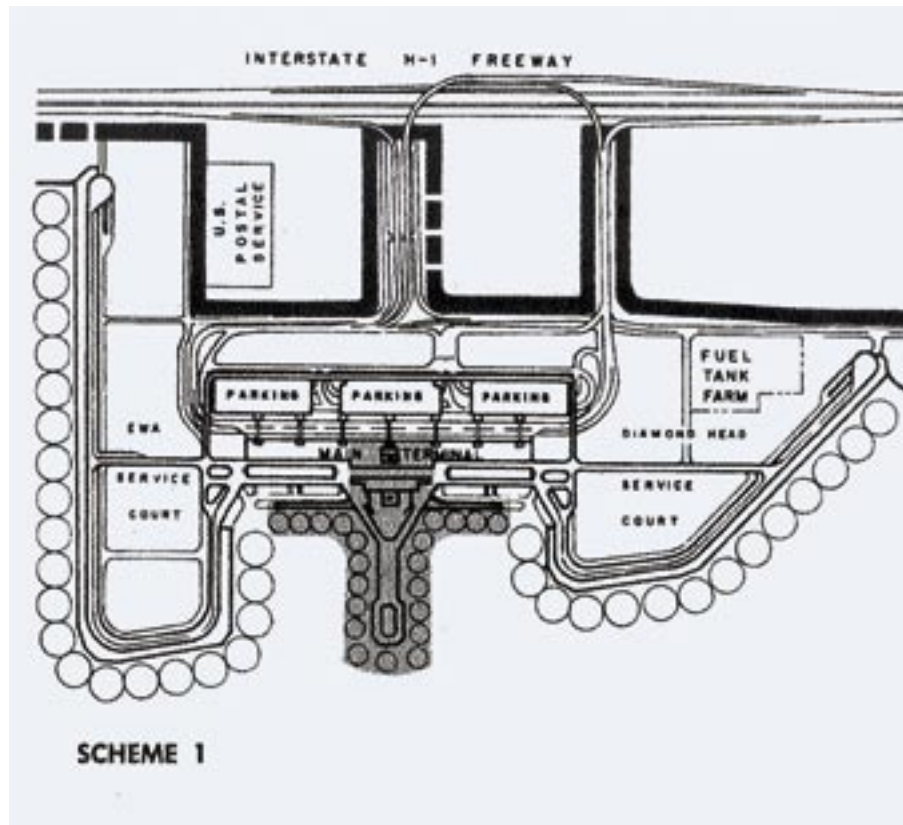 INTERSTATE H-1 FREEWAY
U.S.
POSTAL
SERVICE
FUEL
TANK
FARM
PARKING
PARKING
PARKING
EWA
DIAMOND HEAD
MAIN TERMINAL
SERVICE
COURT
SERVICE
COURT
SCHEME 1